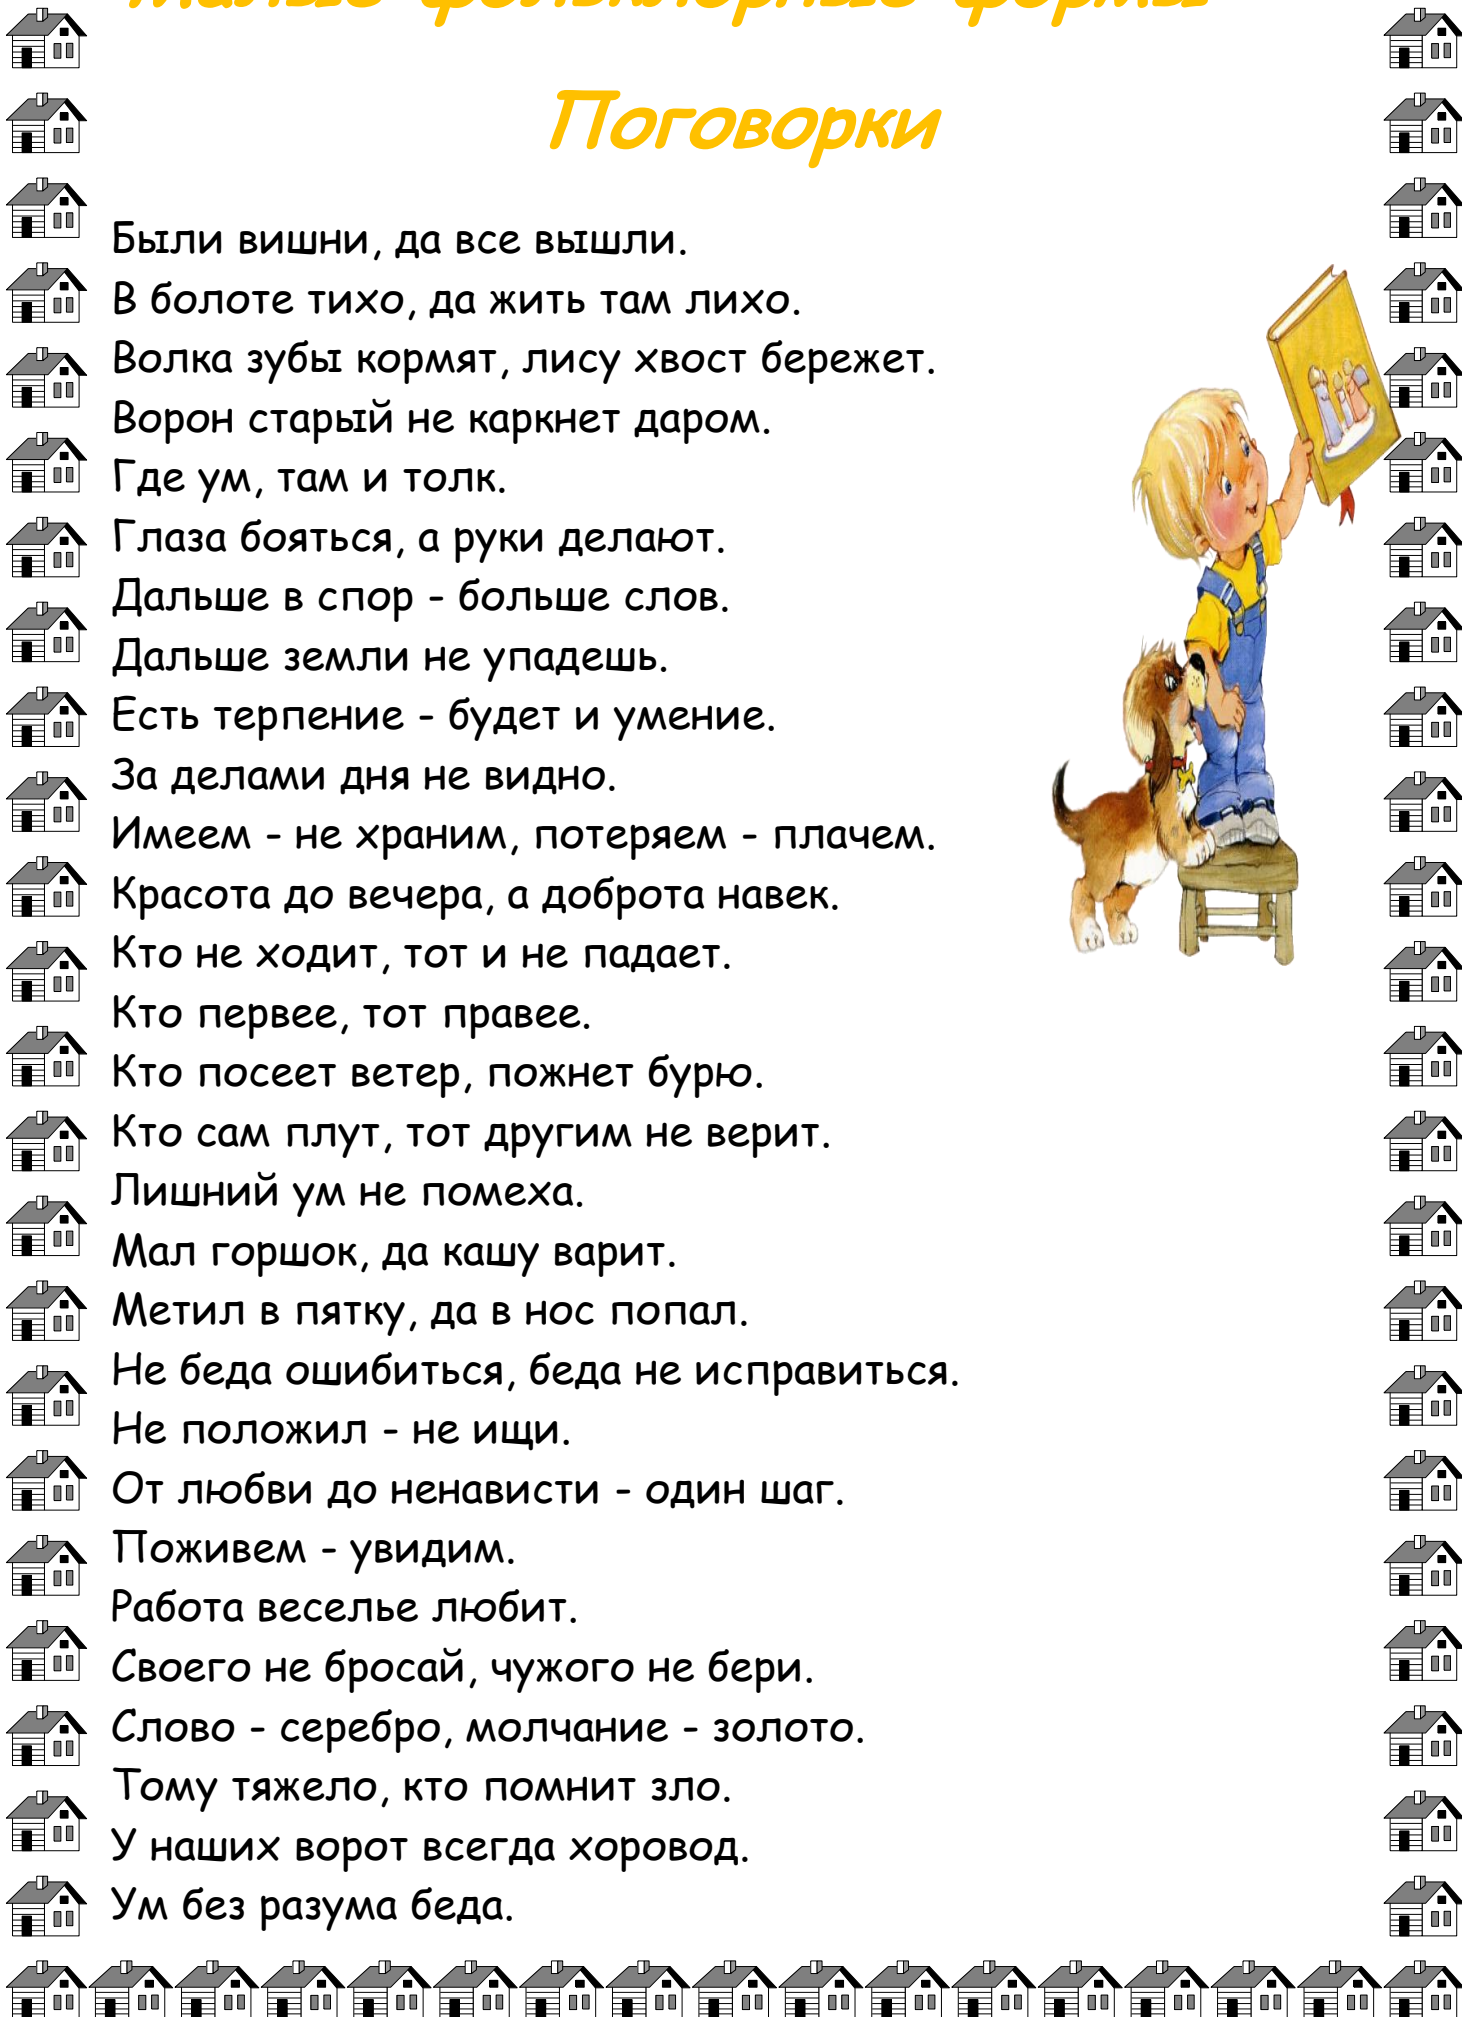 Малые фольклорные формы
Поговорки
Были вишни, да все вышли.
В болоте тихо, да жить там лихо.
Волка зубы кормят, лису хвост бережет.
Ворон старый не каркнет даром.
Где ум, там и толк.
Глаза бояться, а руки делают.
Дальше в спор - больше слов.
Дальше земли не упадешь.
Есть терпение - будет и умение.
За делами дня не видно.
Имеем - не храним, потеряем - плачем.
Красота до вечера, а доброта навек.
Кто не ходит, тот и не падает.
Кто первее, тот правее.
Кто посеет ветер, пожнет бурю.
Кто сам плут, тот другим не верит.
Лишний ум не помеха.
Мал горшок, да кашу варит.
Метил в пятку, да в нос попал.
Не беда ошибиться, беда не исправиться.
Не положил - не ищи.
От любви до ненависти - один шаг.
Поживем - увидим.
Работа веселье любит.
Своего не бросай, чужого не бери.
Слово - серебро, молчание - золото.
Тому тяжело, кто помнит зло.
У наших ворот всегда хоровод.
Ум без разума беда.